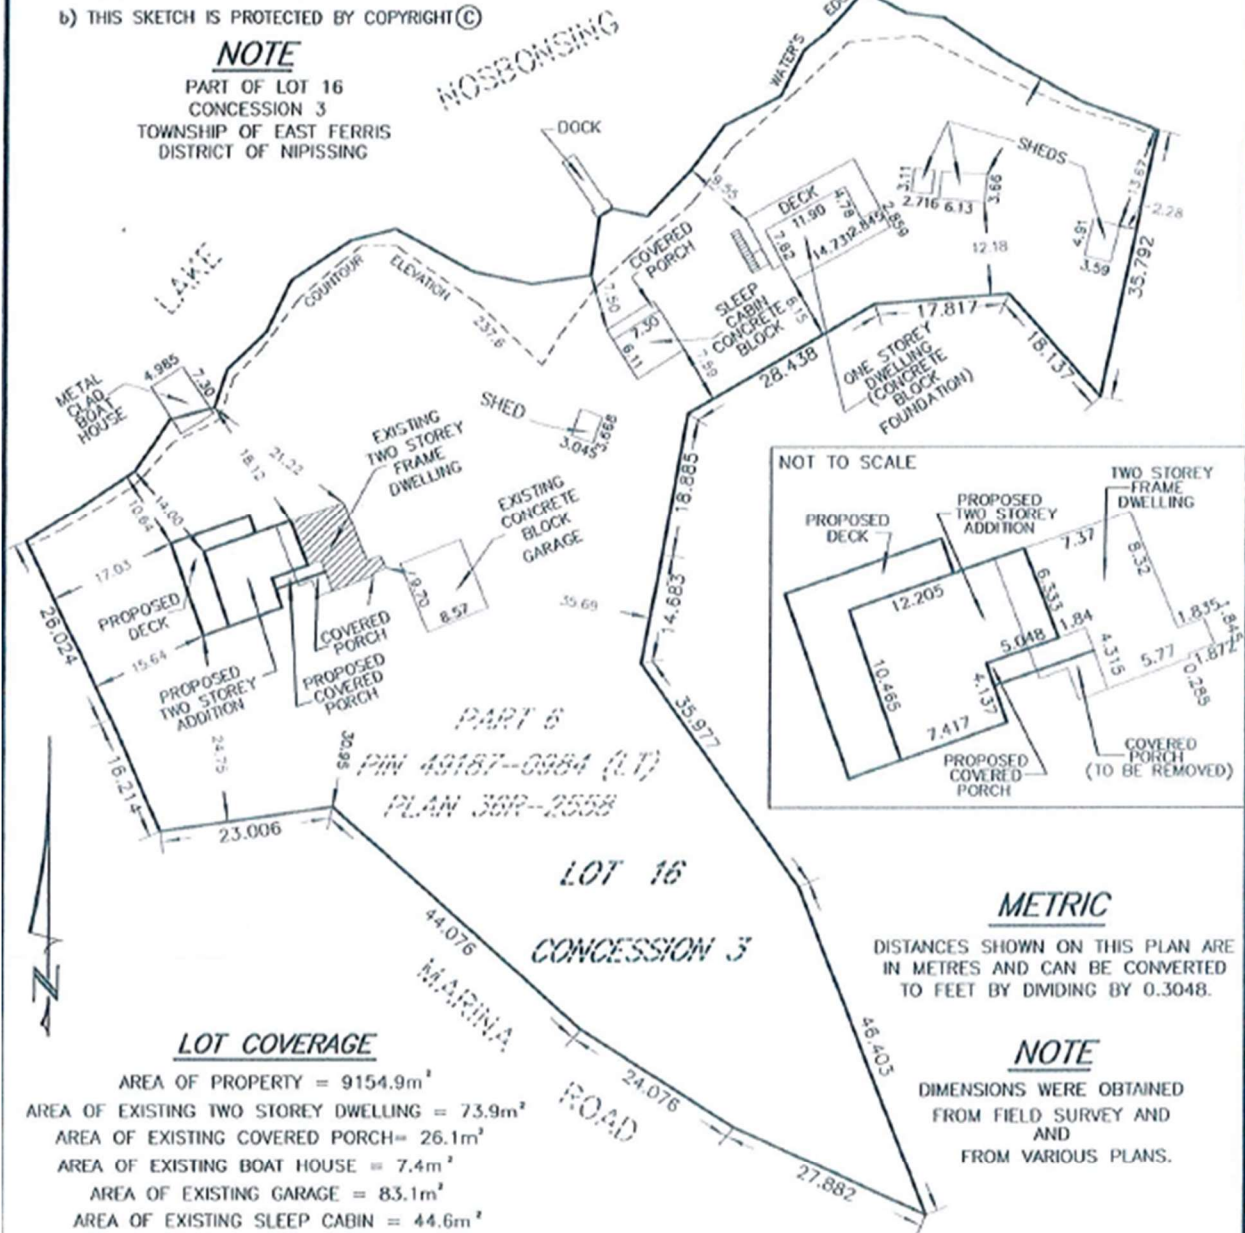 b) THIS SKETCH IS PROTECTED BY COPYRIGHT ©
NOTE
PART OF LOT 16
CONCESSION 3
TOWNSHIP OF EAST FERRIS
DISTRICT OF NIPISSING
LAKE
NOSBONSING
WATER'S
DOCK
COUNTOUR
ELEVATION
237.6
METAL
CLAD
BOAT
HOUSE
4.985
7.30
18.12
21.22
10.64
14.00
17.03
15.64
26.024
16.214
24.75
23.006
PROPOSED
DECK
PROPOSED
TWO STOREY
ADDITION
COVERED
PORCH
PROPOSED
COVERED
PORCH
EXISTING
TWO STOREY
FRAME
DWELLING
EXISTING
CONCRETE
BLOCK
GARAGE
9.70
8.57
SHED
3.045
3.668
35.69
9.55
7.50
COVERED
PORCH
7.30
6.11
7.99
SLEEP
CABIN
CONCRETE
BLOCK
DECK
11.90
4.78
7.82
14.731
2.845
2.859
6.15
ONE STOREY
DWELLING
(CONCRETE
BLOCK
FOUNDATION)
SHEDS
3.11
2.716
6.13
3.66
12.18
4.91
3.59
13.67
2.28
35.792
17.817
18.137
28.438
18.885
14.683
35.977
46.403
PART 6
PIN 49187-0984 (LT)
PLAN 36R-2558
LOT 16
CONCESSION 3
44.076
MARINA
ROAD
24.076
27.882
NOT TO SCALE
PROPOSED
DECK
PROPOSED
TWO STOREY
ADDITION
TWO STOREY
FRAME
DWELLING
7.37
8.32
12.205
6.333
1.84
1.835
5.048
4.315
5.77
1.872
0.285
10.465
4.137
7.417
PROPOSED
COVERED
PORCH
COVERED
PORCH
(TO BE REMOVED)
METRIC
DISTANCES SHOWN ON THIS PLAN ARE
IN METRES AND CAN BE CONVERTED
TO FEET BY DIVIDING BY 0.3048.
NOTE
DIMENSIONS WERE OBTAINED
FROM FIELD SURVEY AND
AND
FROM VARIOUS PLANS.
LOT COVERAGE
AREA OF PROPERTY = 9154.9m²
AREA OF EXISTING TWO STOREY DWELLING = 73.9m²
AREA OF EXISTING COVERED PORCH= 26.1m²
AREA OF EXISTING BOAT HOUSE = 7.4m²
AREA OF EXISTING GARAGE = 83.1m²
AREA OF EXISTING SLEEP CABIN = 44.6m²
N